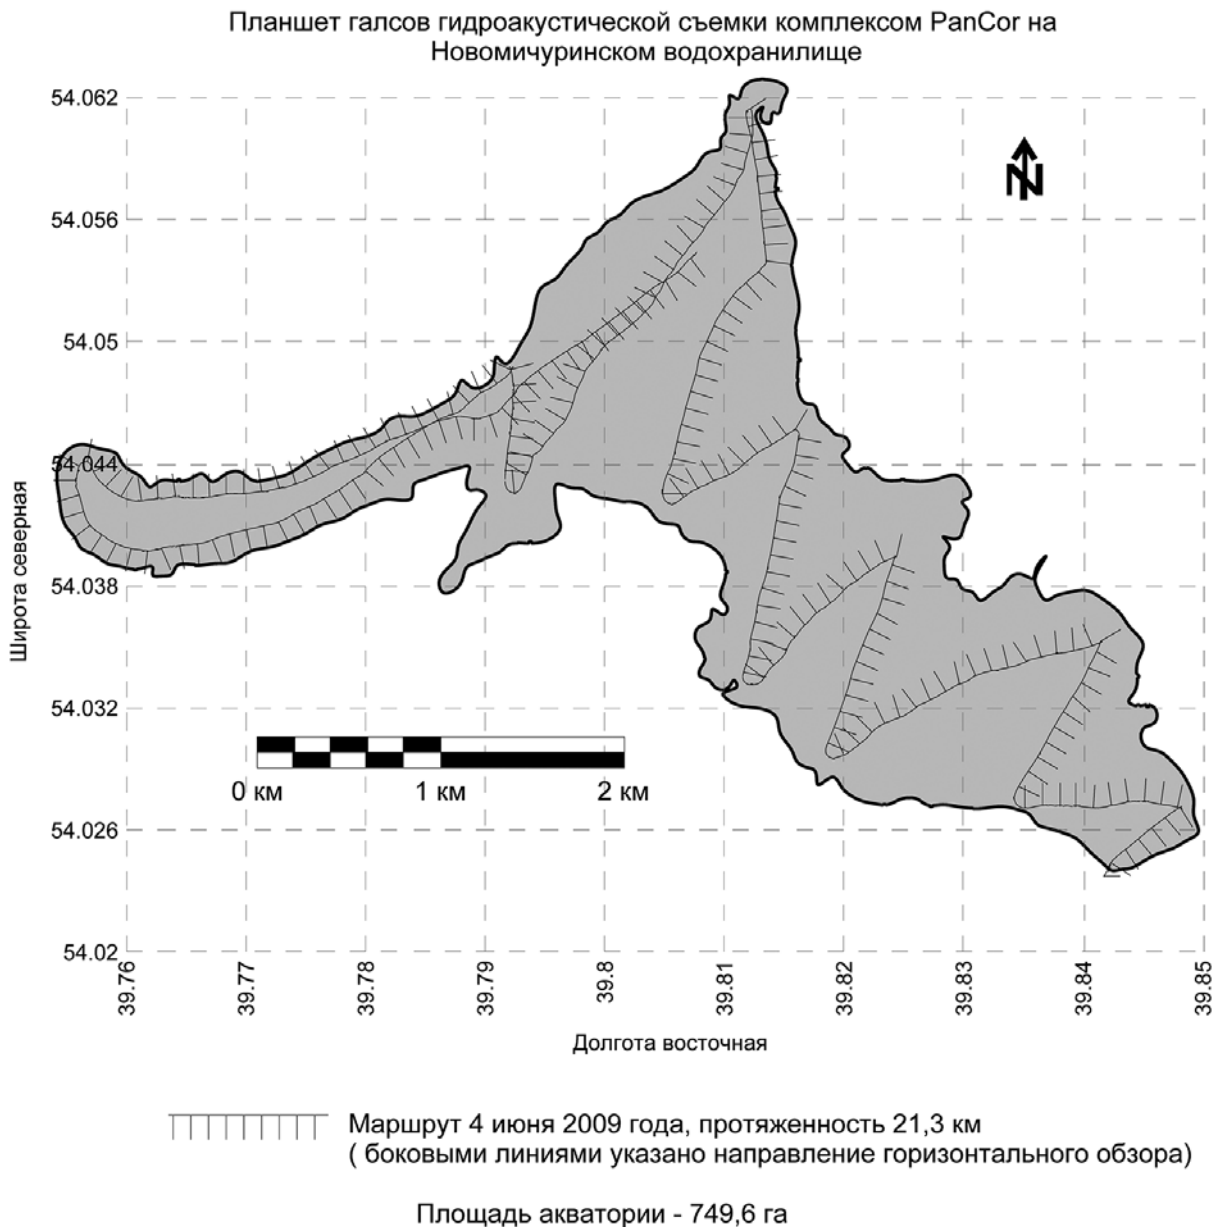 Планшет галсов гидроакустической съемки комплексом PanCor на
Новомичуринском водохранилище
54.062
54.056
54.05
54.044
54.038
54.032
54.026
54.02
Широта северная
N
0 км 1 км 2 км
39.76 39.77 39.78 39.79 39.8 39.81 39.82 39.83 39.84 39.85
Долгота восточная
Маршрут 4 июня 2009 года, протяженность 21,3 км
( боковыми линиями указано направление горизонтального обзора)
Площадь акватории - 749,6 га